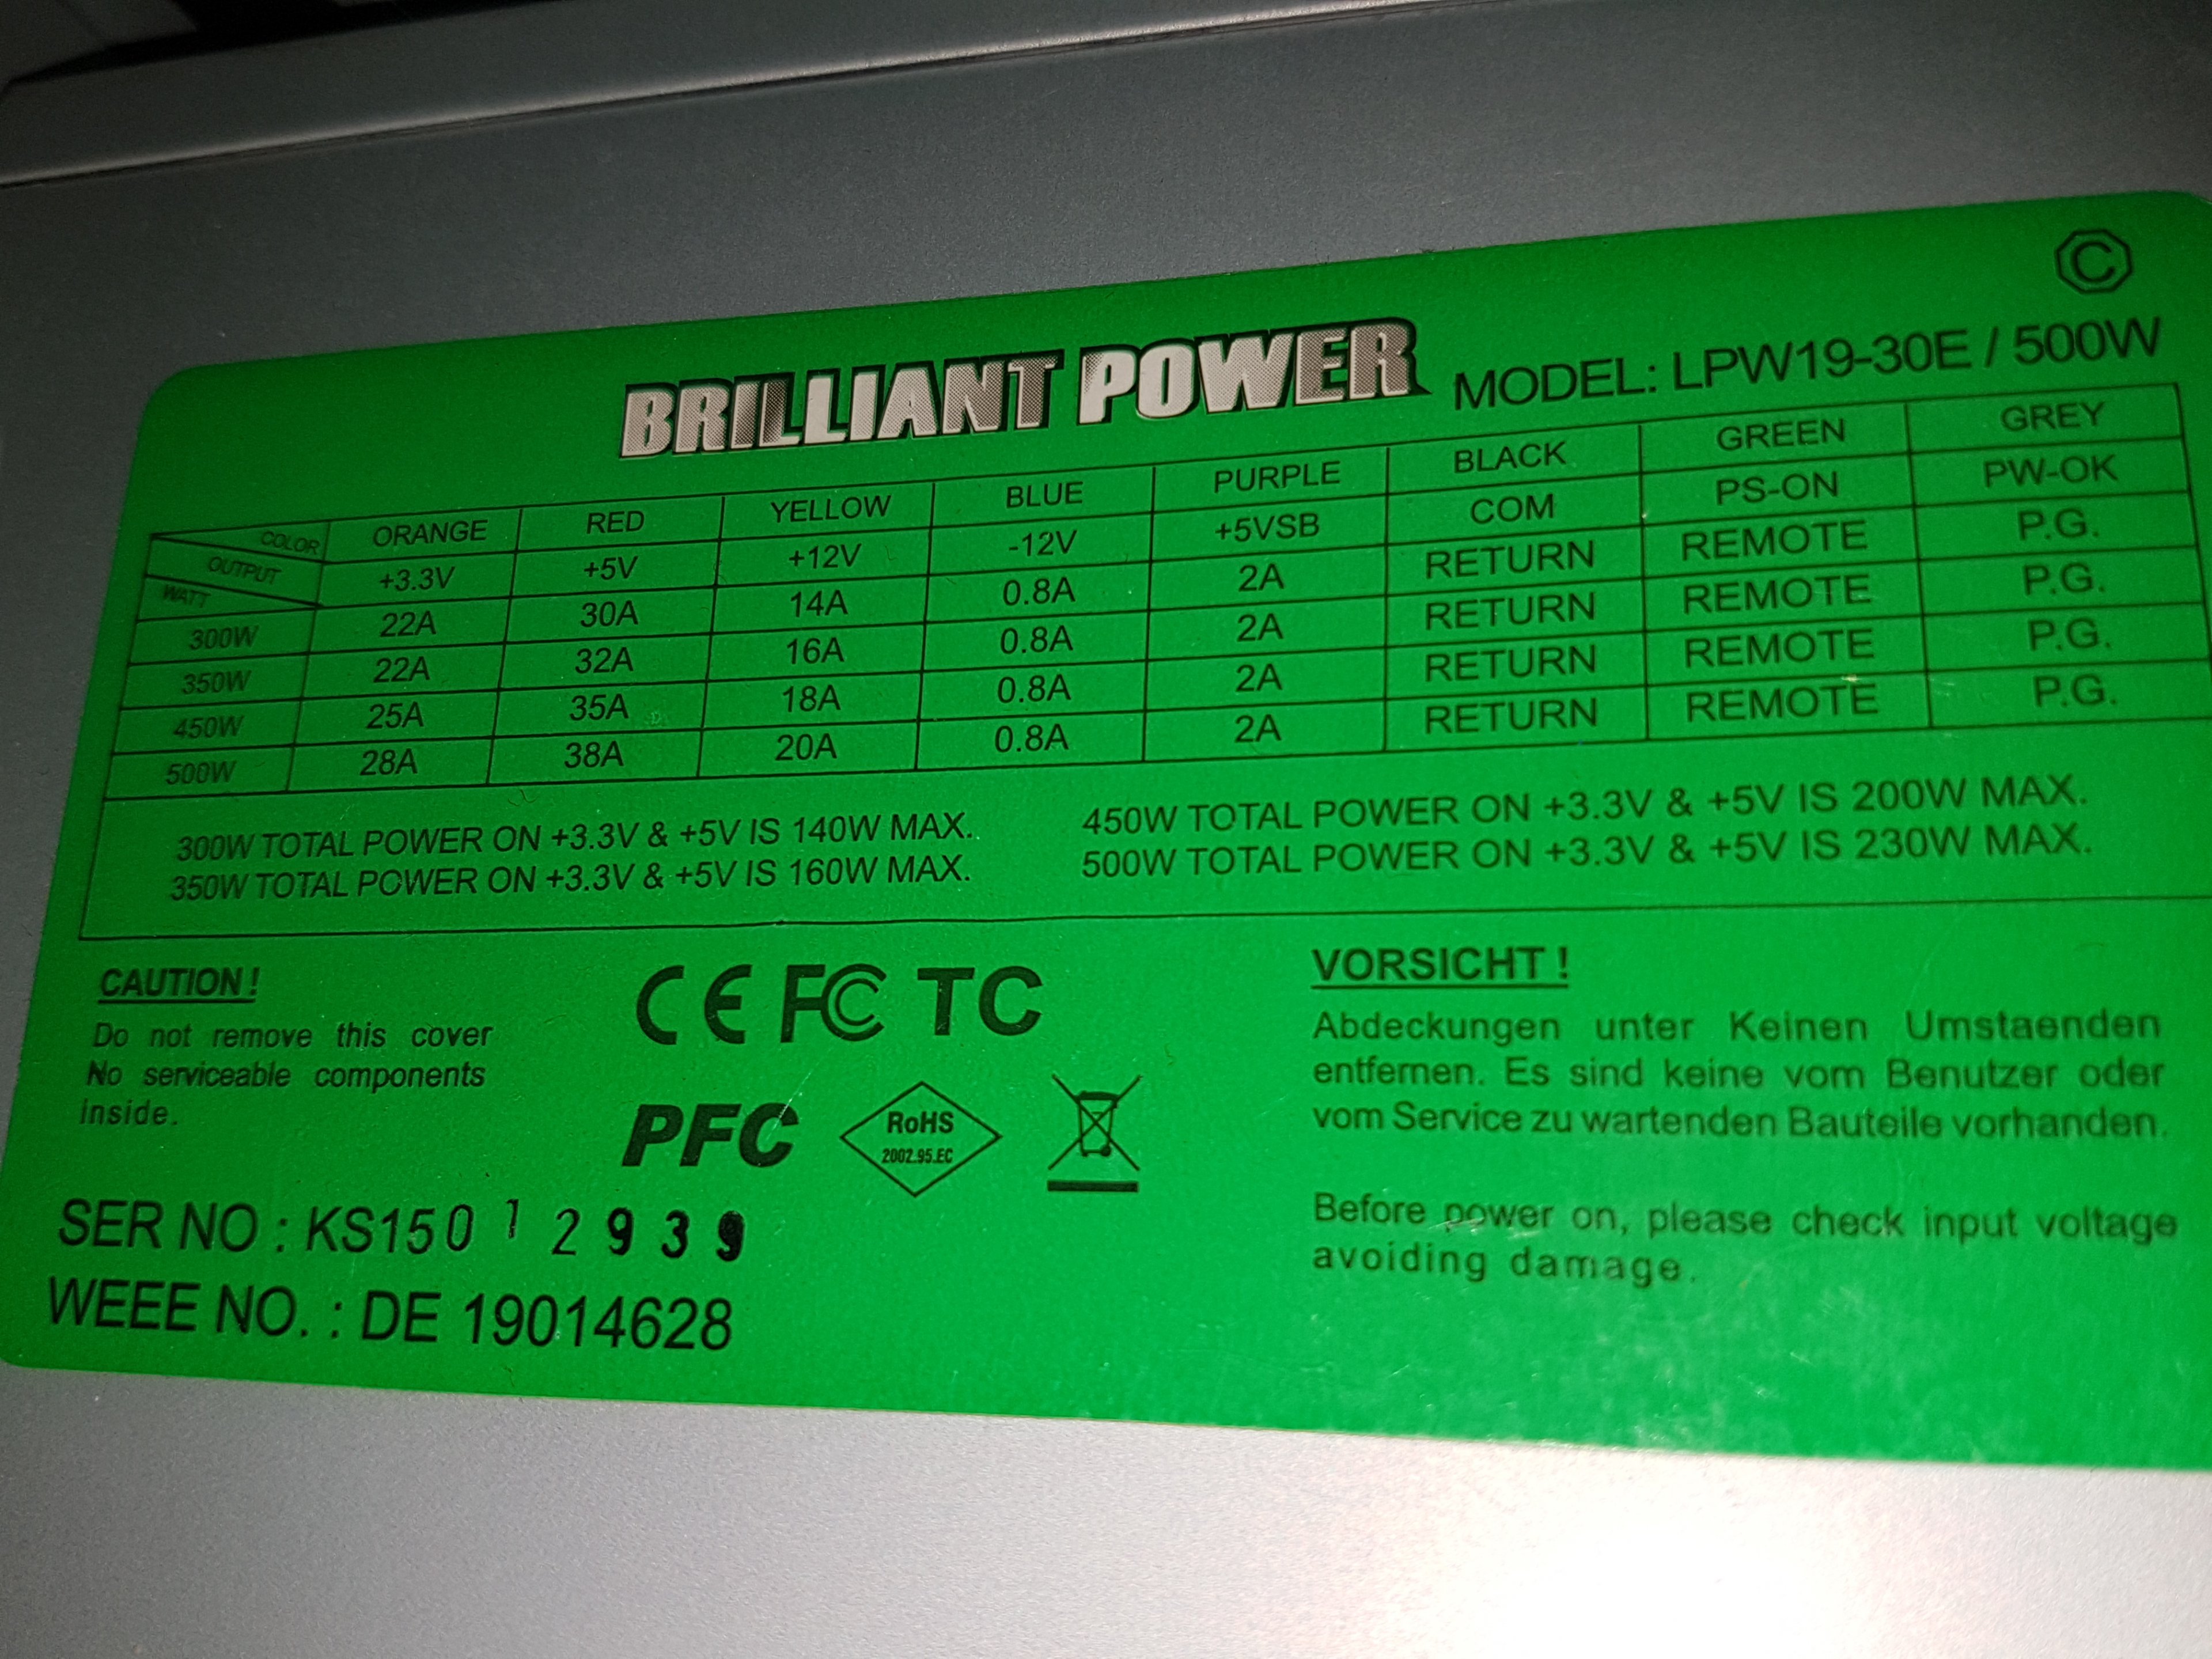 ©
BRILLIANT POWER MODEL: LPW19-30E / 500W
COLOR ORANGE RED YELLOW BLUE PURPLE BLACK GREEN GREY
OUTPUT +3.3V +5V +12V -12V +5VSB COM PS-ON PW-OK
WATT
300W 22A 30A 14A 0.8A 2A RETURN REMOTE P.G.
350W 22A 32A 16A 0.8A 2A RETURN REMOTE P.G.
450W 25A 35A 18A 0.8A 2A RETURN REMOTE P.G.
500W 28A 38A 20A 0.8A 2A RETURN REMOTE P.G.
300W TOTAL POWER ON +3.3V & +5V IS 140W MAX.
350W TOTAL POWER ON +3.3V & +5V IS 160W MAX.
450W TOTAL POWER ON +3.3V & +5V IS 200W MAX.
500W TOTAL POWER ON +3.3V & +5V IS 230W MAX.
CAUTION!
Do not remove this cover
No serviceable components
inside.
CE FC TC
PFC RoHS
2002.95.EC
VORSICHT!
Abdeckungen unter Keinen Umstaenden
entfernen. Es sind keine vom Benutzer oder
vom Service zu wartenden Bauteile vorhanden.
Before power on, please check input voltage
avoiding damage.
SER NO : KS150 1 2 9 3 9
WEEE NO. : DE 19014628